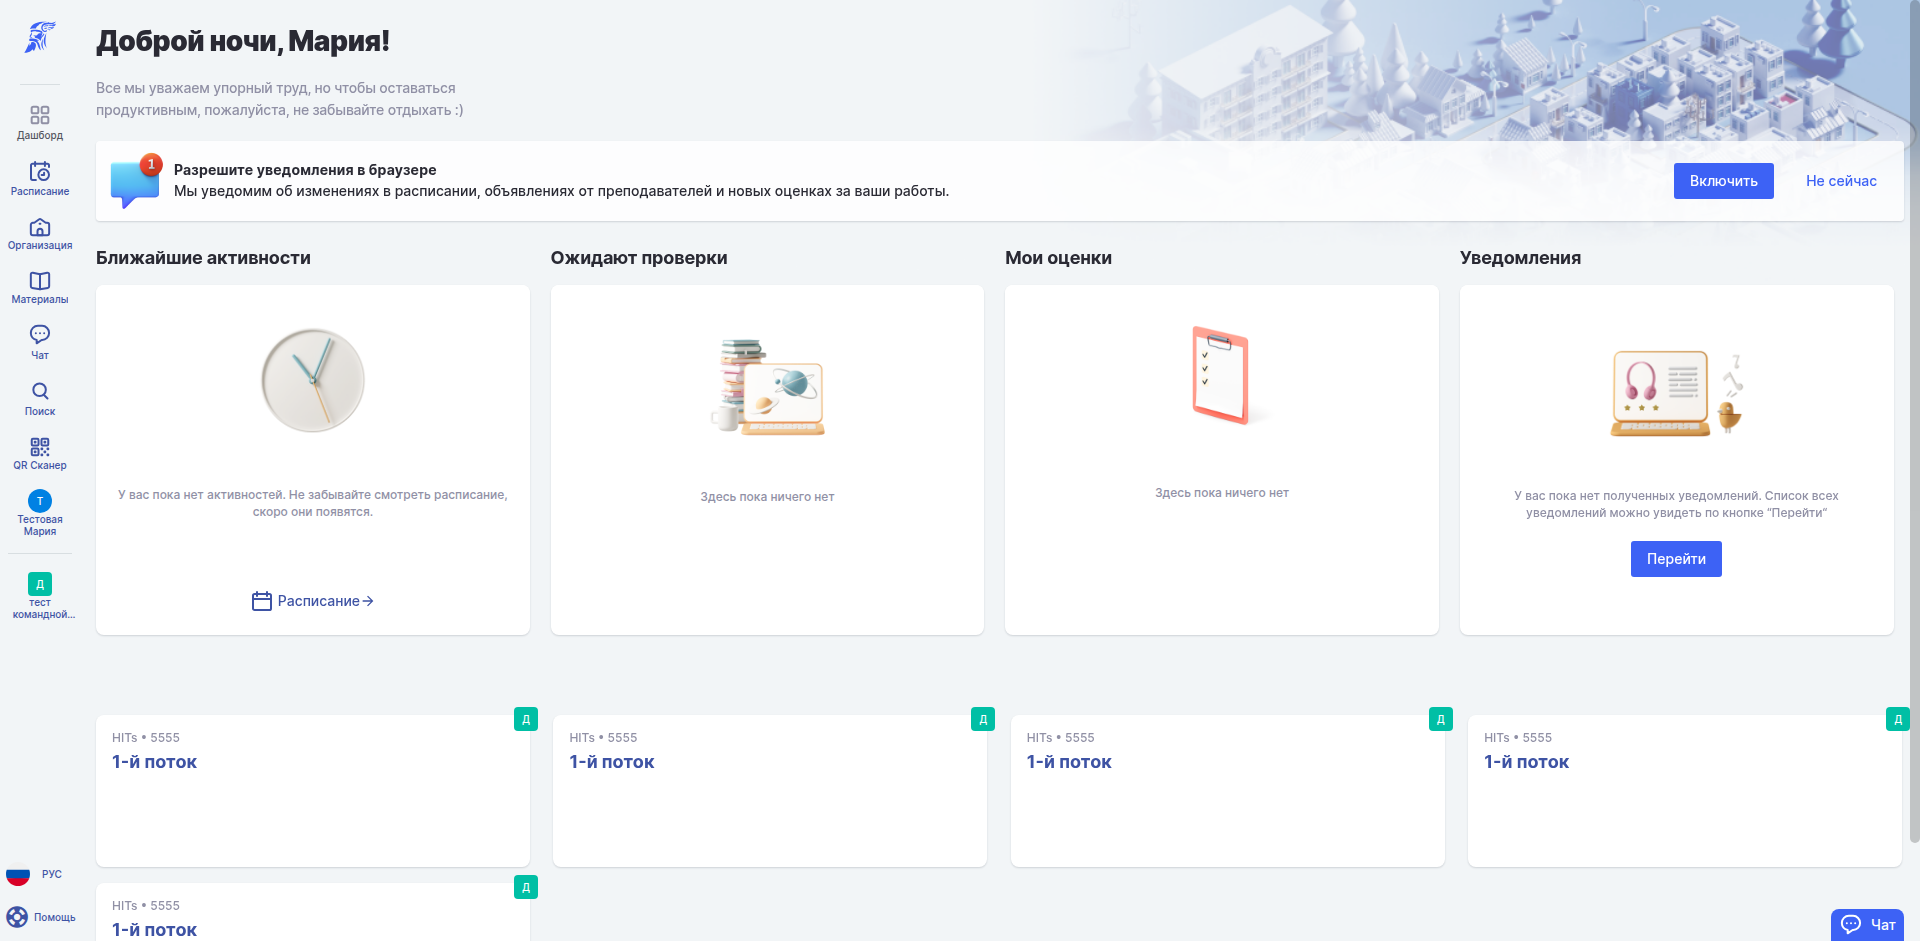 Доброй ночи, Мария!
Все мы уважаем упорный труд, но чтобы оставаться
продуктивным, пожалуйста, не забывайте отдыхать :)
Дашборд
Расписание
Организация
Материалы
Чат
Поиск
QR Сканер
Т
Тестовая
Мария
Д
тест
командной...
РУС
Помощь
1
Разрешите уведомления в браузере
Мы уведомим об изменениях в расписании, объявлениях от преподавателей и новых оценках за ваши работы.
Включить
Не сейчас
Ближайшие активности
У вас пока нет активностей. Не забывайте смотреть расписание,
скоро они появятся.
Расписание
Ожидают проверки
Здесь пока ничего нет
Мои оценки
Здесь пока ничего нет
Уведомления
У вас пока нет полученных уведомлений. Список всех
уведомлений можно увидеть по кнопке “Перейти”
Перейти
Д
HITs • 5555
1-й поток
Д
HITs • 5555
1-й поток
Д
HITs • 5555
1-й поток
Д
HITs • 5555
1-й поток
Д
HITs • 5555
1-й поток
Чат